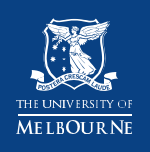 POSTERA CRESCAM LAUDE
THE UNIVERSITY OF
MELBOURNE